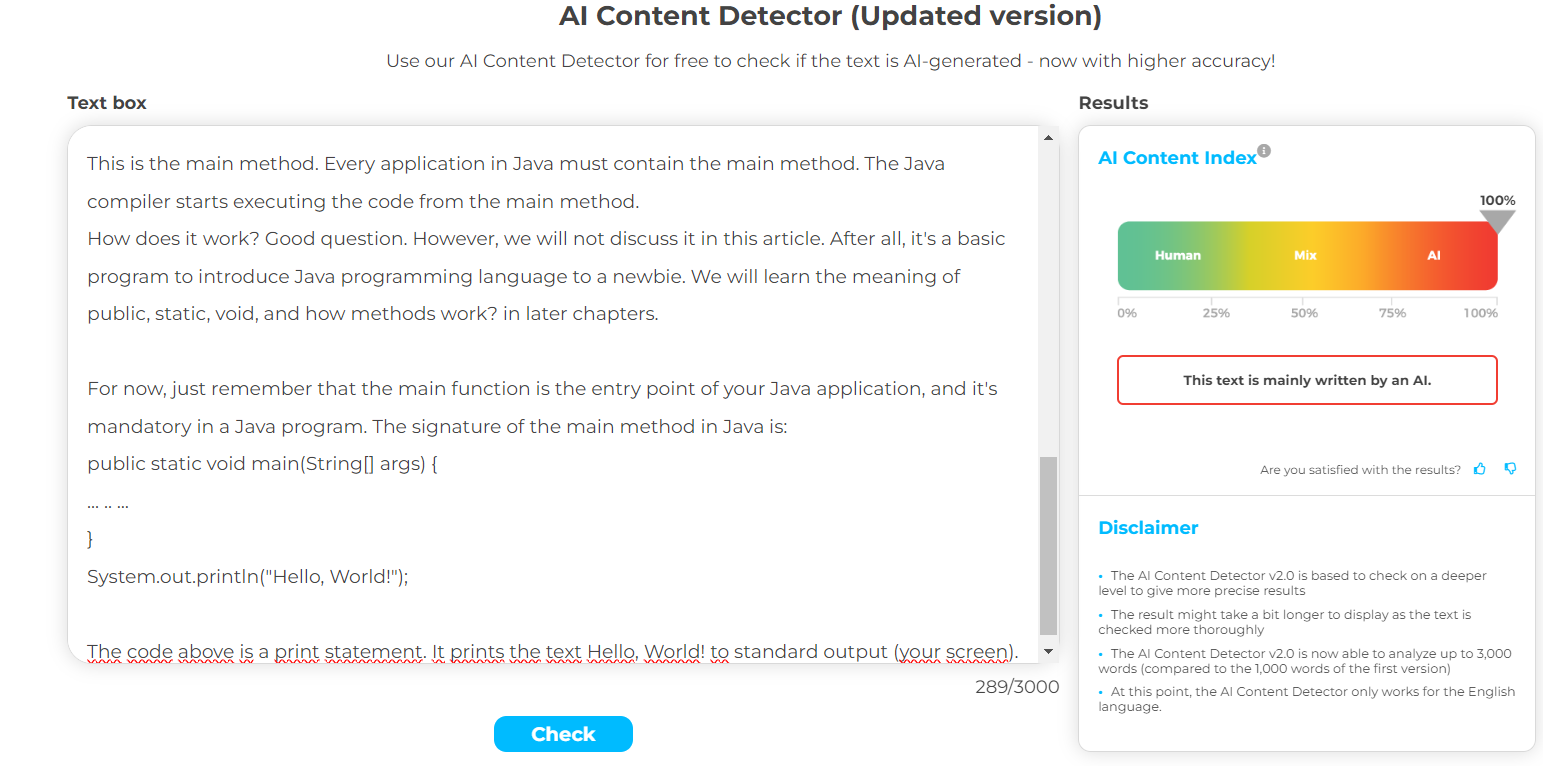 AI Content Detector (Updated version)
Use our AI Content Detector for free to check if the text is AI-generated - now with higher accuracy!
Text box
This is the main method. Every application in Java must contain the main method. The Java
compiler starts executing the code from the main method.
How does it work? Good question. However, we will not discuss it in this article. After all, it's a basic
program to introduce Java programming language to a newbie. We will learn the meaning of
public, static, void, and how methods work? in later chapters.
For now, just remember that the main function is the entry point of your Java application, and it's
mandatory in a Java program. The signature of the main method in Java is:
public static void main(String[] args) {
... .. ...
}
System.out.println("Hello, World!");
The code above is a print statement. It prints the text Hello, World! to standard output (your screen).
289/3000
Check
Results
AI Content Index
i
100%
Human Mix AI
0% 25% 50% 75% 100%
This text is mainly written by an AI.
Are you satisfied with the results?
Disclaimer
• The AI Content Detector v2.0 is based to check on a deeper
level to give more precise results
• The result might take a bit longer to display as the text is
checked more thoroughly
• The AI Content Detector v2.0 is now able to analyze up to 3,000
words (compared to the 1,000 words of the first version)
• At this point, the AI Content Detector only works for the English
language.